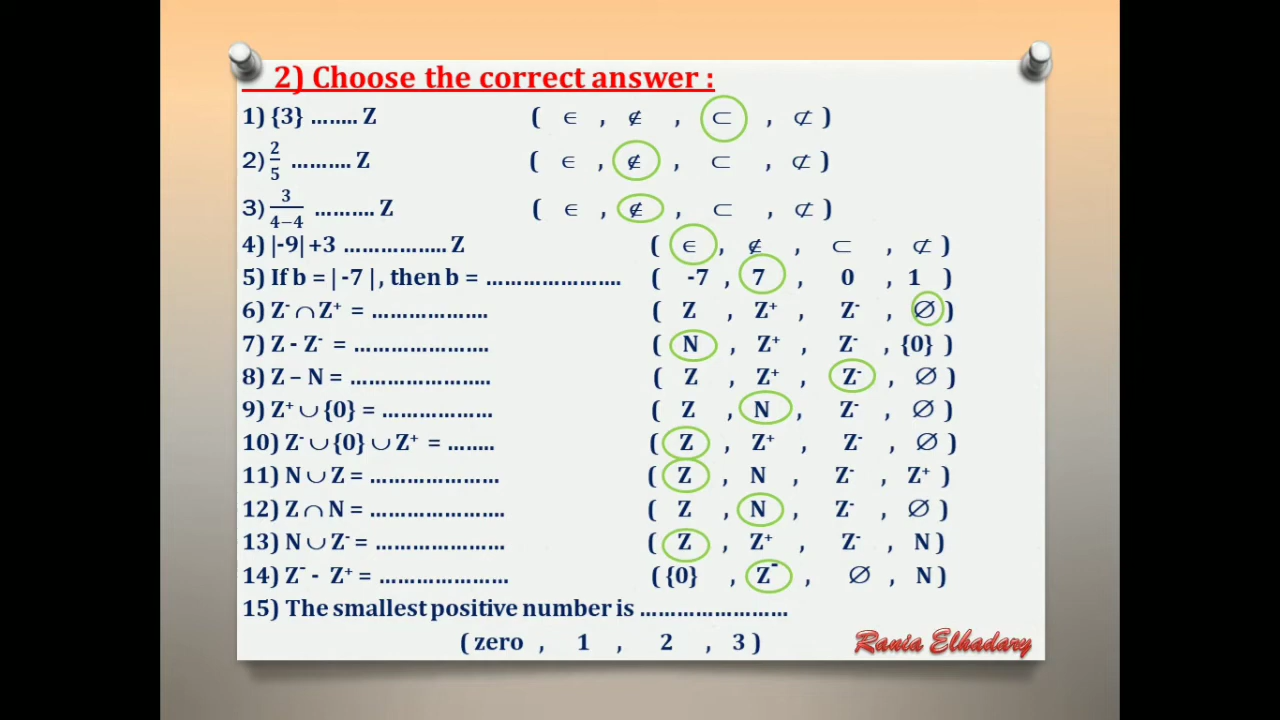 2) Choose the correct answer :
1) {3} …..... Z ( ∈ , ∉ , ⊂ , ⊄ )
2) 2/5 .......... Z ( ∈ , ∉ , ⊂ , ⊄ )
3) 3/(4−4) .......... Z ( ∈ , ∉ , ⊂ , ⊄ )
4) |-9| +3 …………….. Z ( ∈ , ∉ , ⊂ , ⊄ )
5) If b = | -7 | , then b = …………………. ( -7 , 7 , 0 , 1 )
6) Z⁻ ∩ Z⁺ = ………………. ( Z , Z⁺ , Z⁻ , ∅ )
7) Z - Z⁻ = …………………. ( N , Z⁺ , Z⁻ , {0} )
8) Z – N = ………………….. ( Z , Z⁺ , Z⁻ , ∅ )
9) Z⁺ ∪ {0} = ……………… ( Z , N , Z⁻ , ∅ )
10) Z⁻ ∪ {0} ∪ Z⁺ = …….. ( Z , Z⁺ , Z⁻ , ∅ )
11) N ∪ Z = ………………… ( Z , N , Z⁻ , Z⁺ )
12) Z ∩ N = …………………. ( Z , N , Z⁻ , ∅ )
13) N ∪ Z⁻ = ………………… ( Z , Z⁺ , Z⁻ , N )
14) Z⁻ - Z⁺ = ………………… ( {0} , Z⁻ , ∅ , N )
15) The smallest positive number is ……………………
( zero , 1 , 2 , 3 )
Rania Elhadary